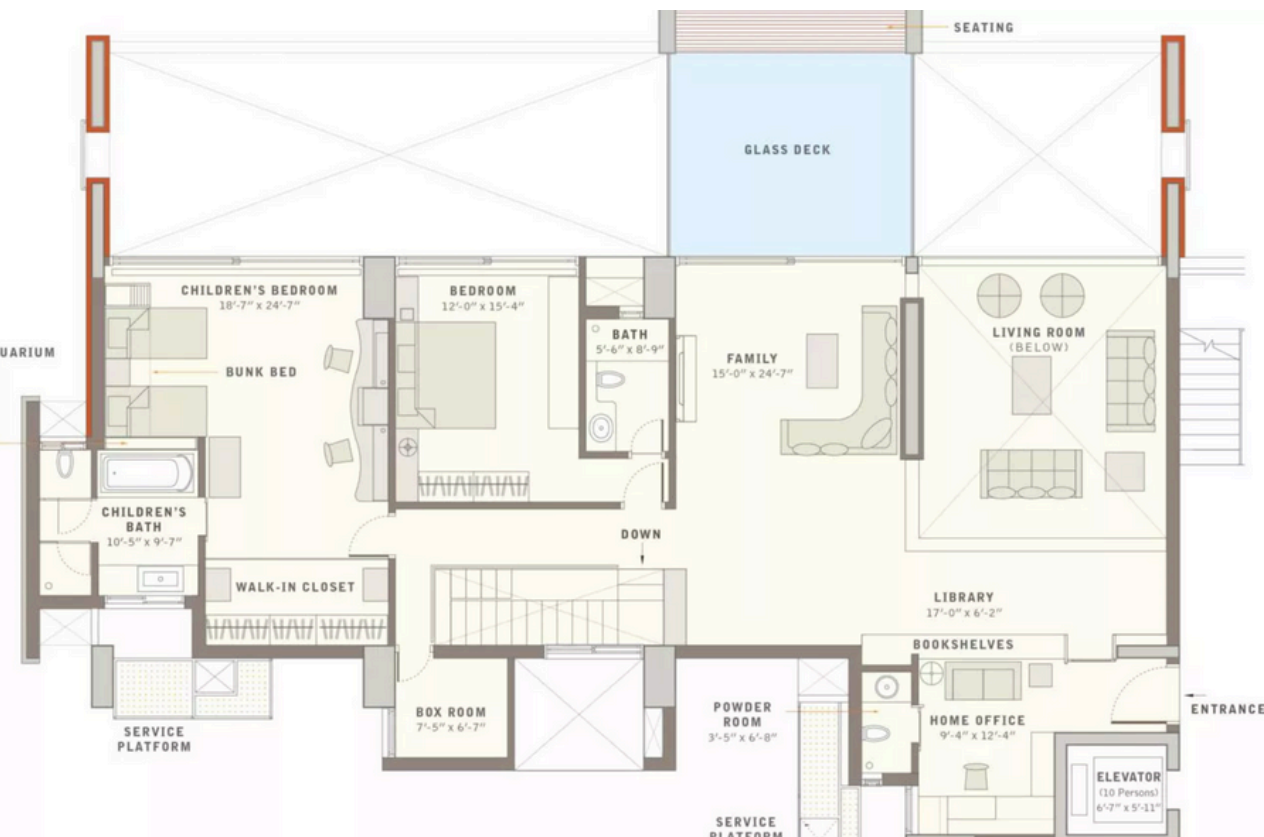 SEATING
GLASS DECK
CHILDREN'S BEDROOM
18'-7" x 24'-7"
BEDROOM
12'-0" x 15'-4"
BATH
5'-6" x 8'-9"
FAMILY
15'-0" x 24'-7"
LIVING ROOM
(BELOW)
UARIUM
BUNK BED
CHILDREN'S
BATH
10'-5" x 9'-7"
DOWN
WALK-IN CLOSET
LIBRARY
17'-0" x 6'-2"
BOOKSHELVES
BOX ROOM
7'-5" x 6'-7"
POWDER
ROOM
3'-5" x 6'-8"
HOME OFFICE
9'-4" x 12'-4"
ENTRANCE
SERVICE
PLATFORM
ELEVATOR
(10 Persons)
6'-7" x 5'-11"
SERVICE
PLATFORM